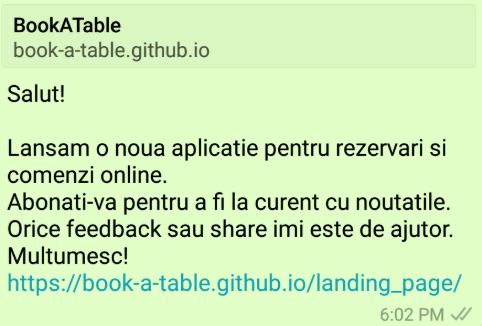 BookATable
book-a-table.github.io
Salut!
Lansam o noua aplicatie pentru rezervari si
comenzi online.
Abonati-va pentru a fi la curent cu noutatile.
Orice feedback sau share imi este de ajutor.
Multumesc!
https://book-a-table.github.io/landing_page/
6:02 PM